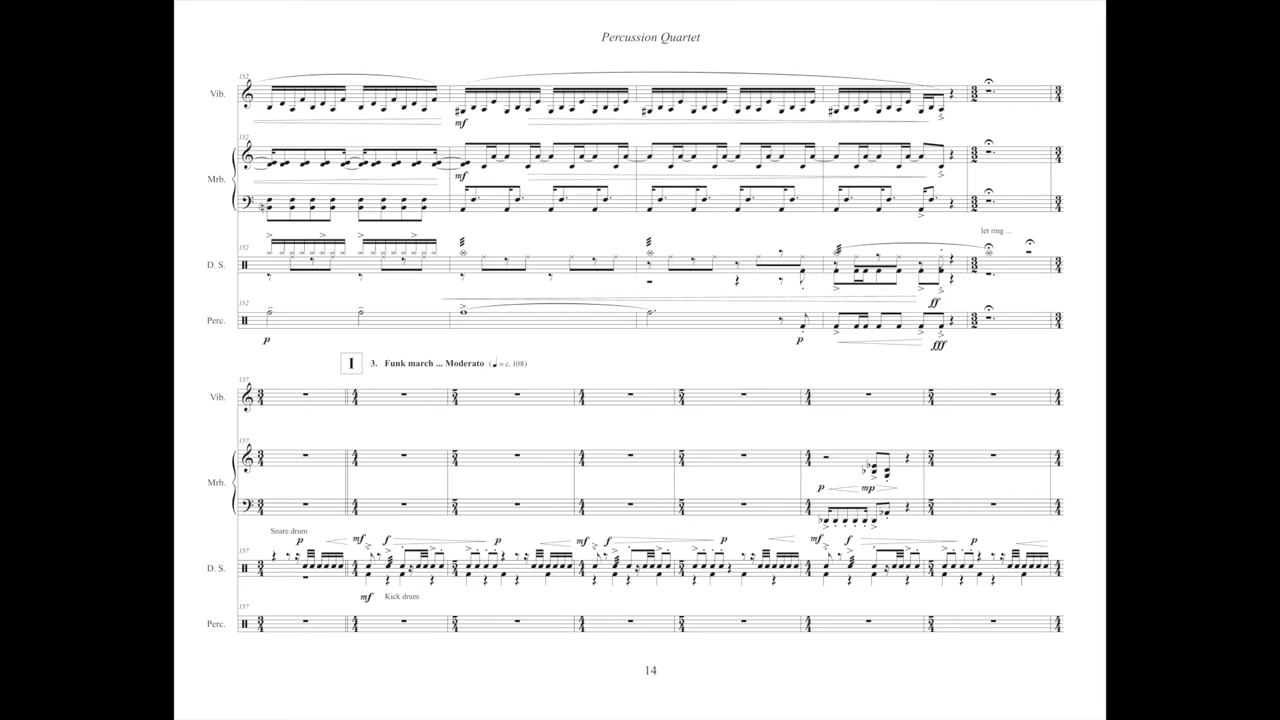 Percussion Quartet
152
Vib.
mf
152
Mrb.
mf
let ring ...
152
D. S.
ff
152
Perc.
p
p
fff
I 3. Funk march ... Moderato (♩= c. 108)
157
Vib.
157
Mrb.
p mp
Snare drum
p mf f p mf f p mf f p
157
D. S.
mf Kick drum
157
Perc.
14